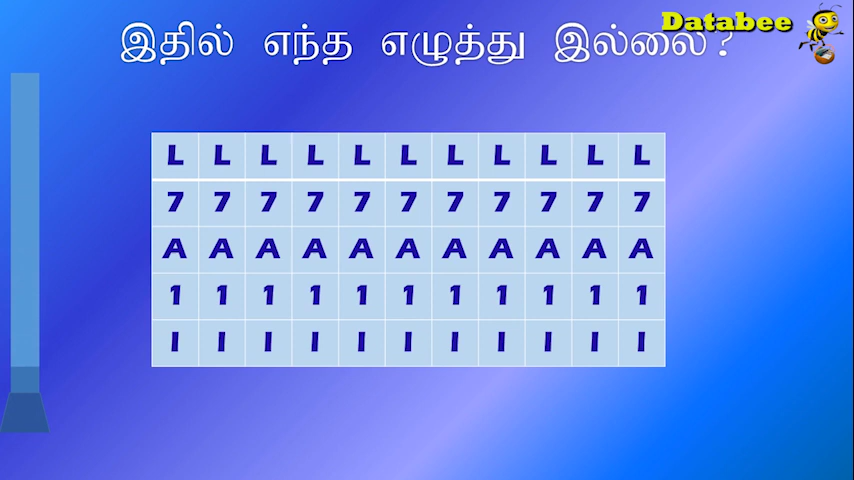 Databee
இதில் எந்த எழுத்து இல்லை ?
L L L L L L L L L L L
7 7 7 7 7 7 7 7 7 7 7
A A A A A A A A A A A
1 1 1 1 1 1 1 1 1 1 1
I I I I I I I I I I I